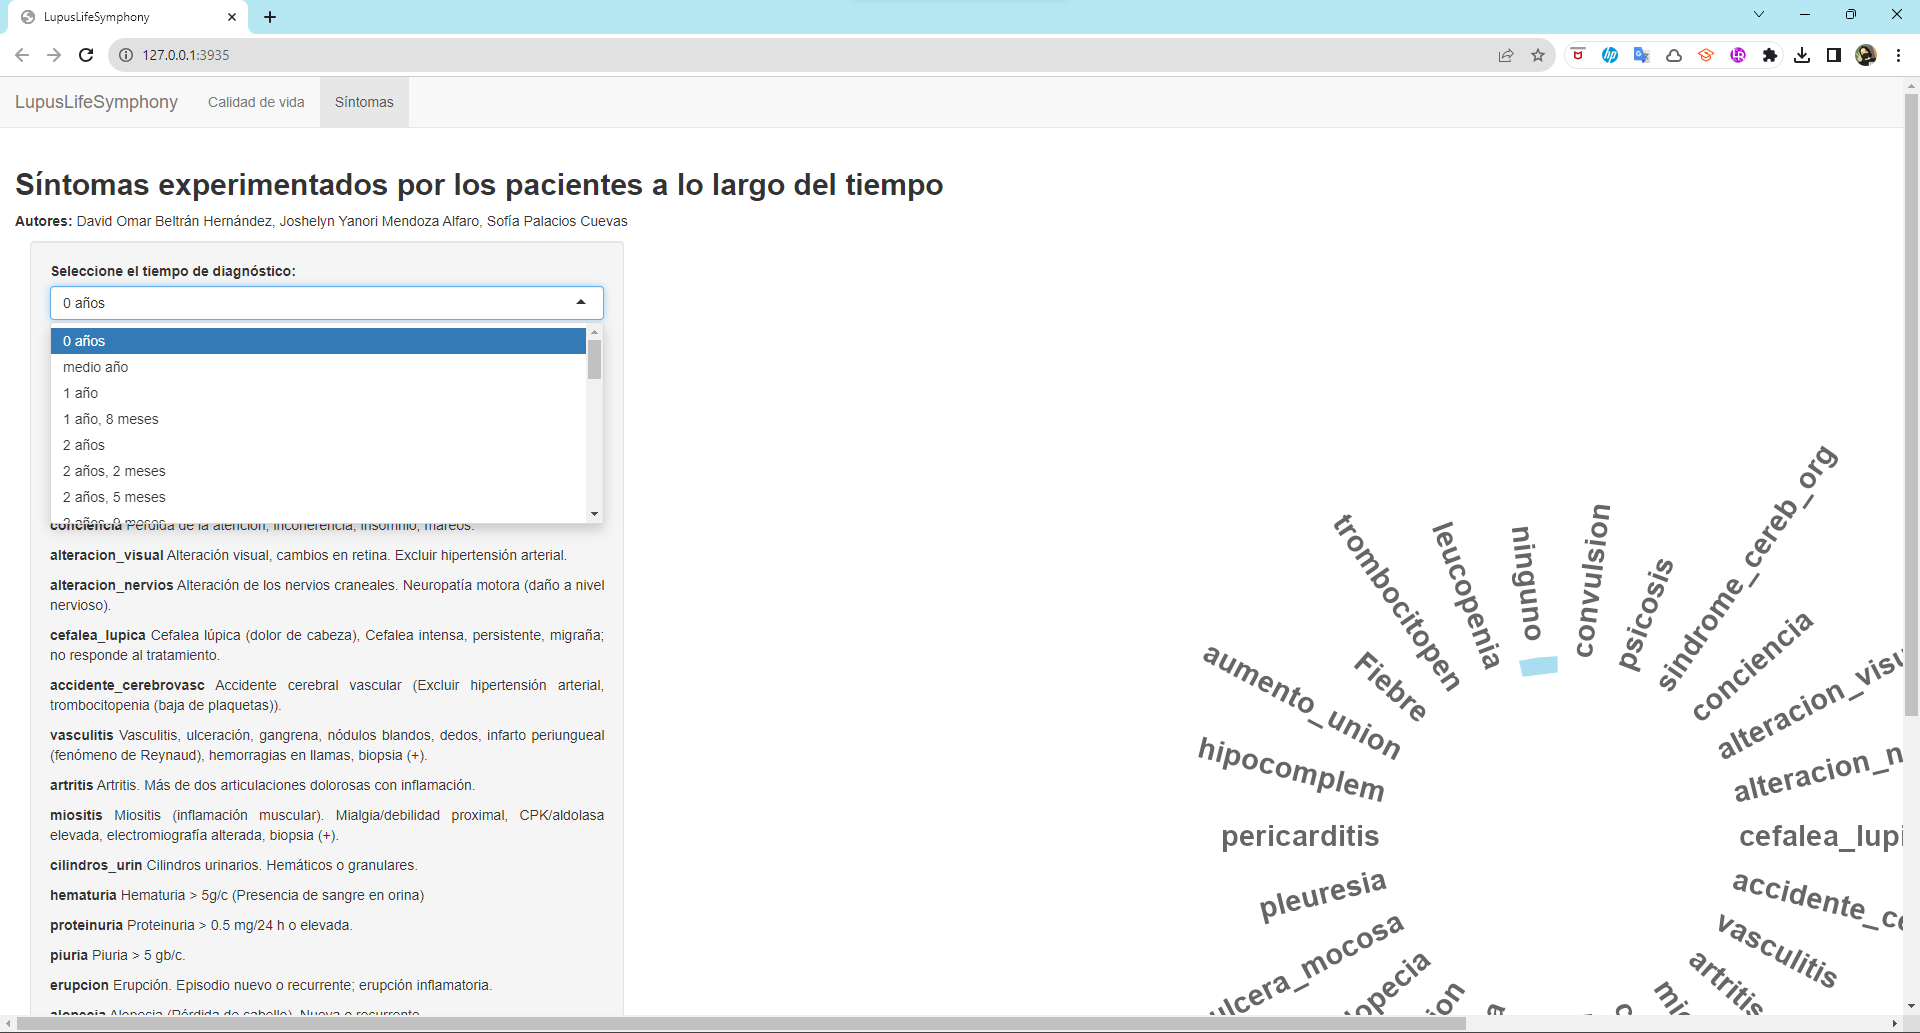 LupusLifeSymphony
127.0.0.1:3935
LupusLifeSymphony
Calidad de vida
Síntomas
Síntomas experimentados por los pacientes a lo largo del tiempo
Autores: David Omar Beltrán Hernández, Joshelyn Yanori Mendoza Alfaro, Sofía Palacios Cuevas
Seleccione el tiempo de diagnóstico:
0 años
0 años
medio año
1 año
1 año, 8 meses
2 años
2 años, 2 meses
2 años, 5 meses
2 años, 9 meses
conciencia Pérdida de la atención, incoherencia, insomnio, mareos.
alteracion_visual Alteración visual, cambios en retina. Excluir hipertensión arterial.
alteracion_nervios Alteración de los nervios craneales. Neuropatía motora (daño a nivel
nervioso).
cefalea_lupica Cefalea lúpica (dolor de cabeza), Cefalea intensa, persistente, migraña;
no responde al tratamiento.
accidente_cerebrovasc Accidente cerebral vascular (Excluir hipertensión arterial,
trombocitopenia (baja de plaquetas)).
vasculitis Vasculitis, ulceración, gangrena, nódulos blandos, dedos, infarto periungueal
(fenómeno de Reynaud), hemorragias en llamas, biopsia (+).
artritis Artritis. Más de dos articulaciones dolorosas con inflamación.
miositis Miositis (inflamación muscular). Mialgia/debilidad proximal, CPK/aldolasa
elevada, electromiografía alterada, biopsia (+).
cilindros_urin Cilindros urinarios. Hemáticos o granulares.
hematuria Hematuria > 5g/c (Presencia de sangre en orina)
proteinuria Proteinuria > 0.5 mg/24 h o elevada.
piuria Piuria > 5 gb/c.
erupcion Erupción. Episodio nuevo o recurrente; erupción inflamatoria.
alopecia Alopecia (Pérdida de cabello). Nueva o recurrente.
ninguno
convulsion
psicosis
sindrome_cereb_org
conciencia
alteracion_visu
alteracion_n
cefalea_lupi
accidente_ce
vasculitis
artritis
mio
ion
lopecia
ulcera_mocosa
pleuresia
pericarditis
hipocomplem
aumento_union
Fiebre
trombocitopen
leucopenia